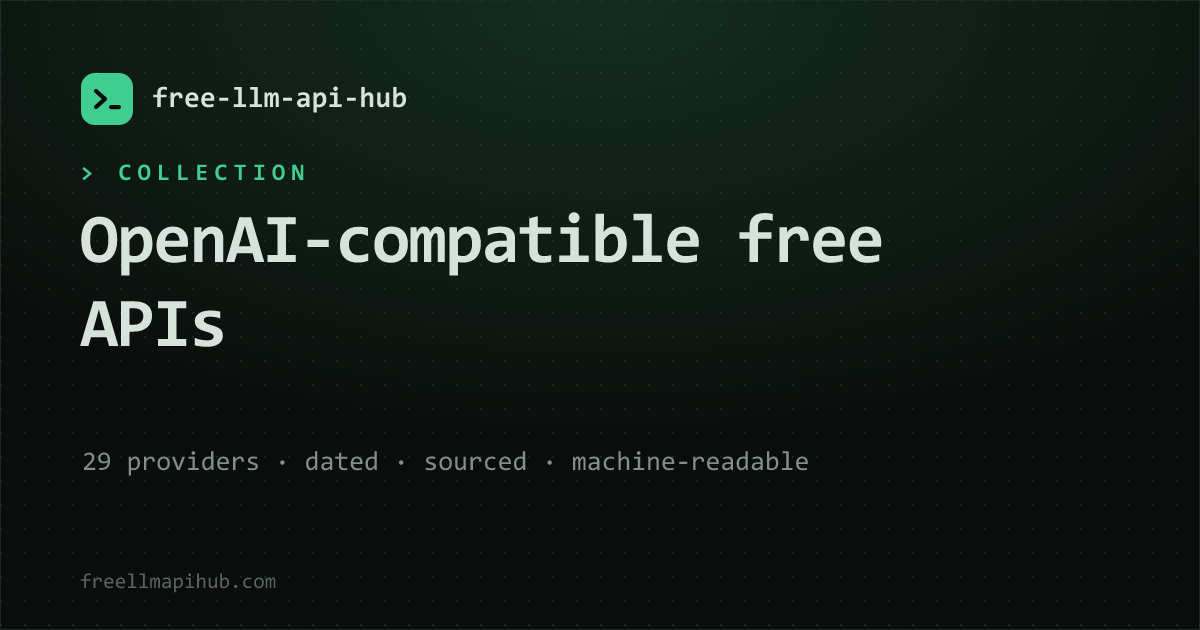 free-llm-api-hub
> COLLECTION
OpenAI-compatible free
APIs
29 providers · dated · sourced · machine-readable
freellmapihub.com